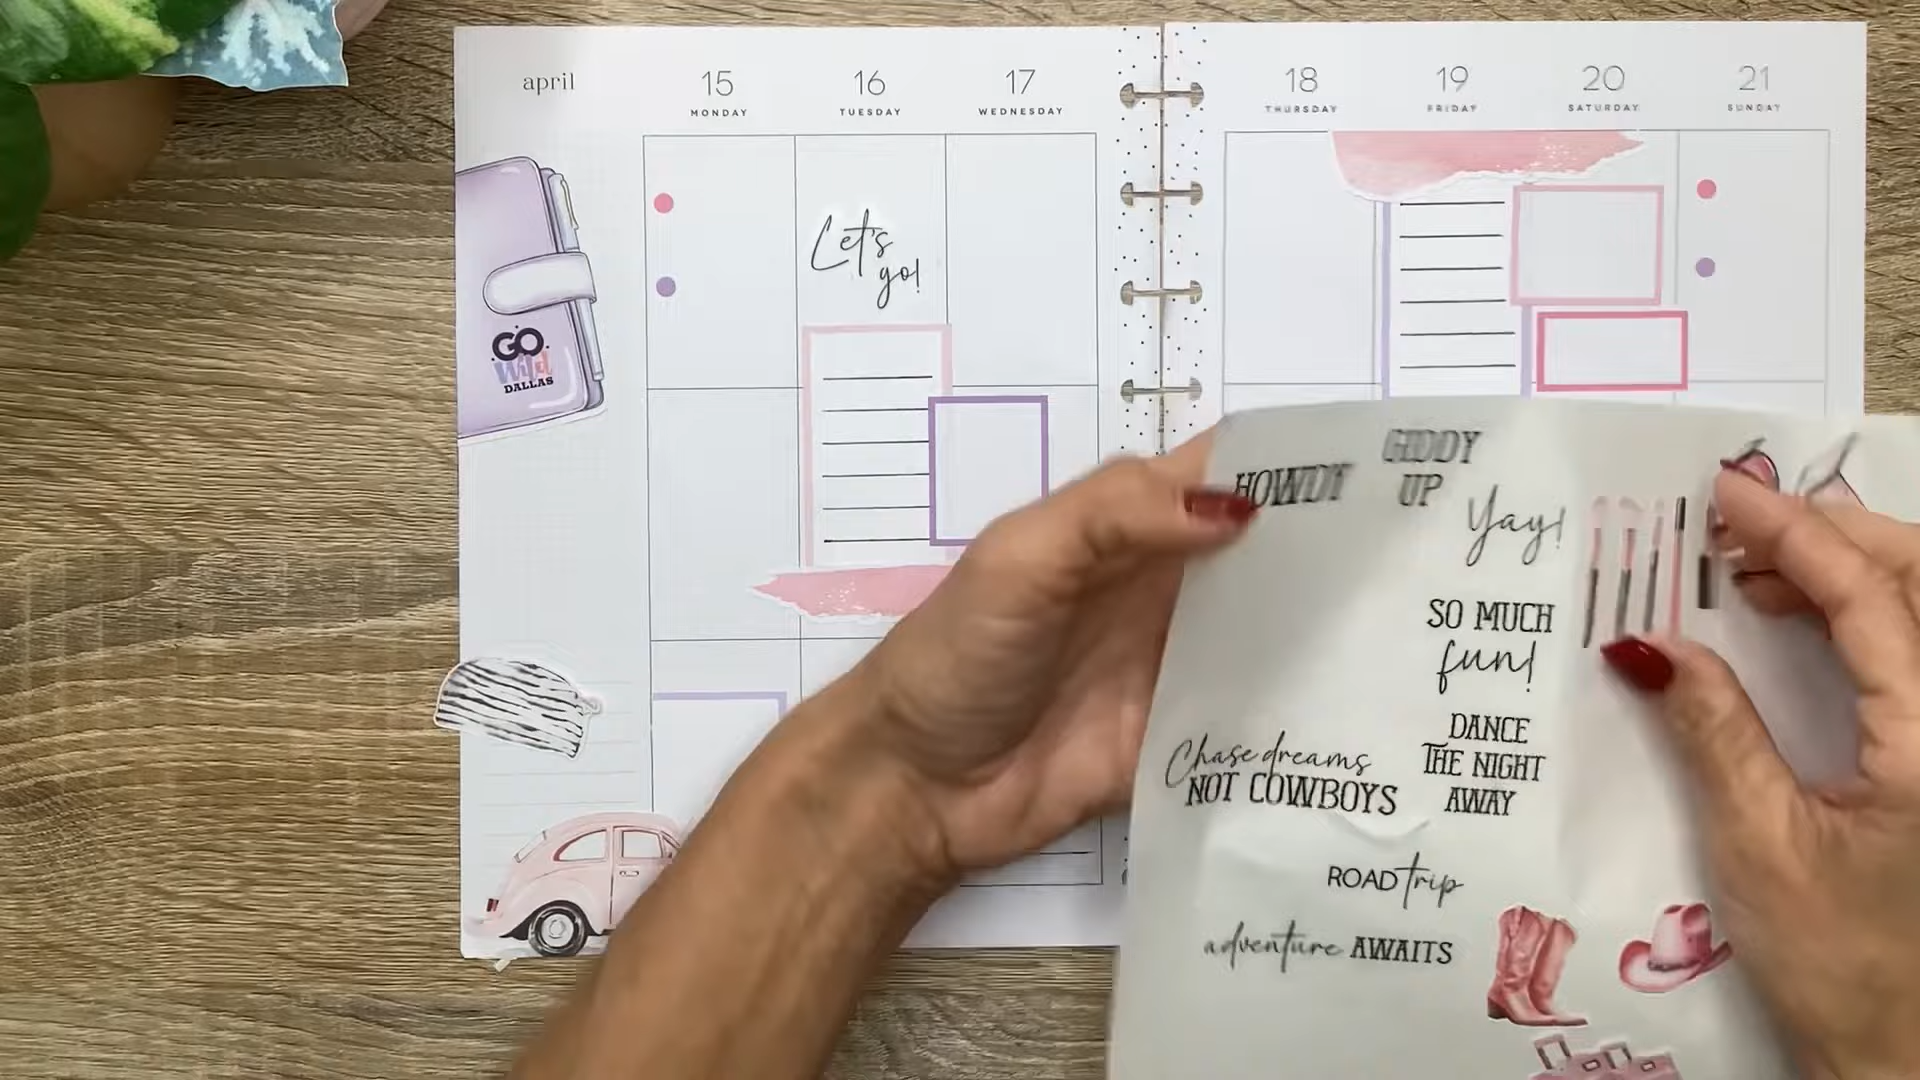 april
15
MONDAY
16
TUESDAY
17
WEDNESDAY
18
THURSDAY
19
FRIDAY
20
SATURDAY
21
SUNDAY
Let's
go!
GO
Wild
DALLAS
HOWDY
GIDDY
UP
Yay!
SO MUCH
fun!
DANCE
THE NIGHT
AWAY
Chase dreams
NOT COWBOYS
ROAD trip
adventure AWAITS